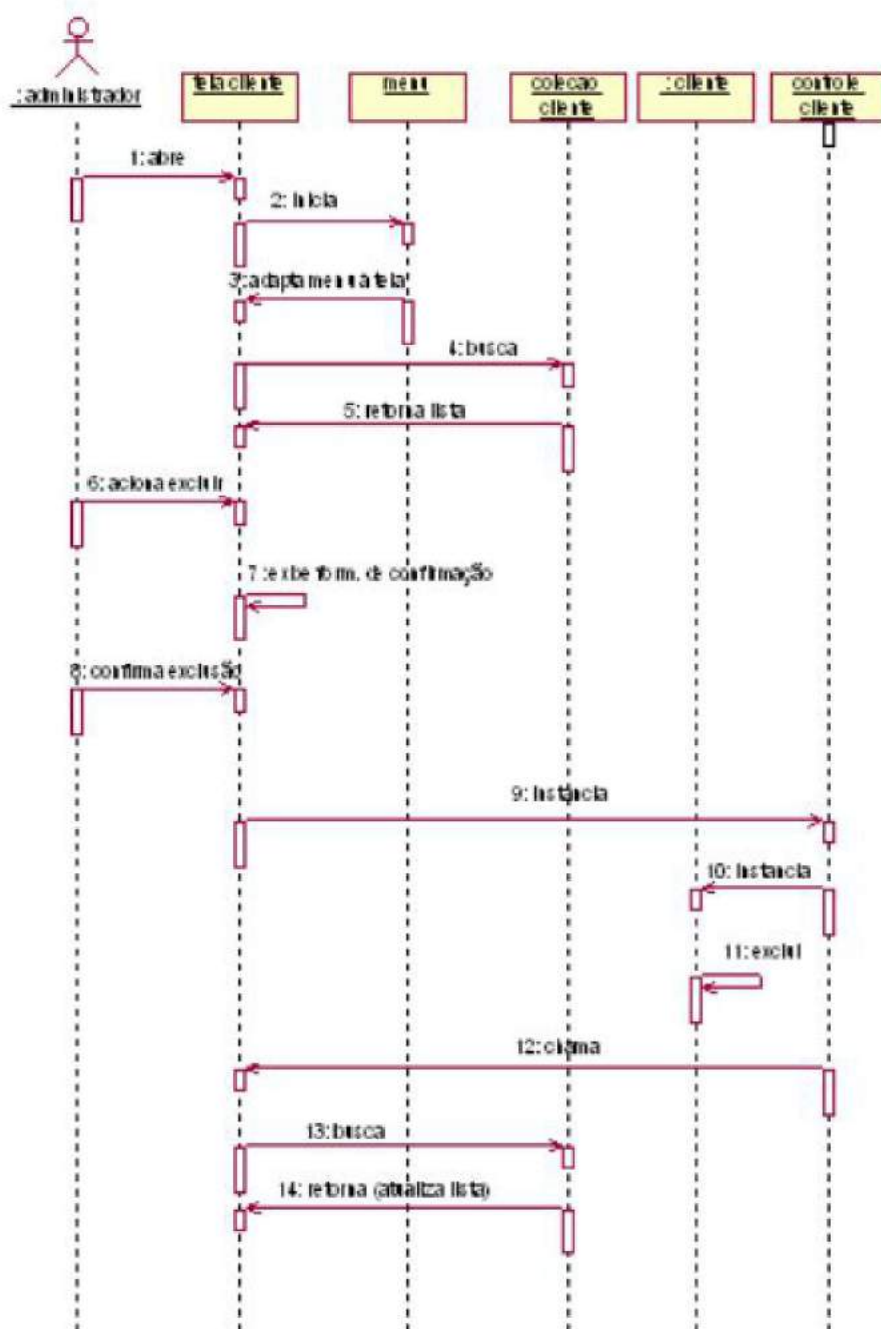 : administrador
tela cliente
menu
colecao
cliente
: cliente
controle
cliente
1: abre
2: inicia
3: adapta menu à tela
4: busca
5: retorna lista
6: aciona excluir
7: exibe form. de confirmação
8: confirma exclusão
9: instancia
10: instancia
11: exclui
12: chama
13: busca
14: retorna (atualiza lista)